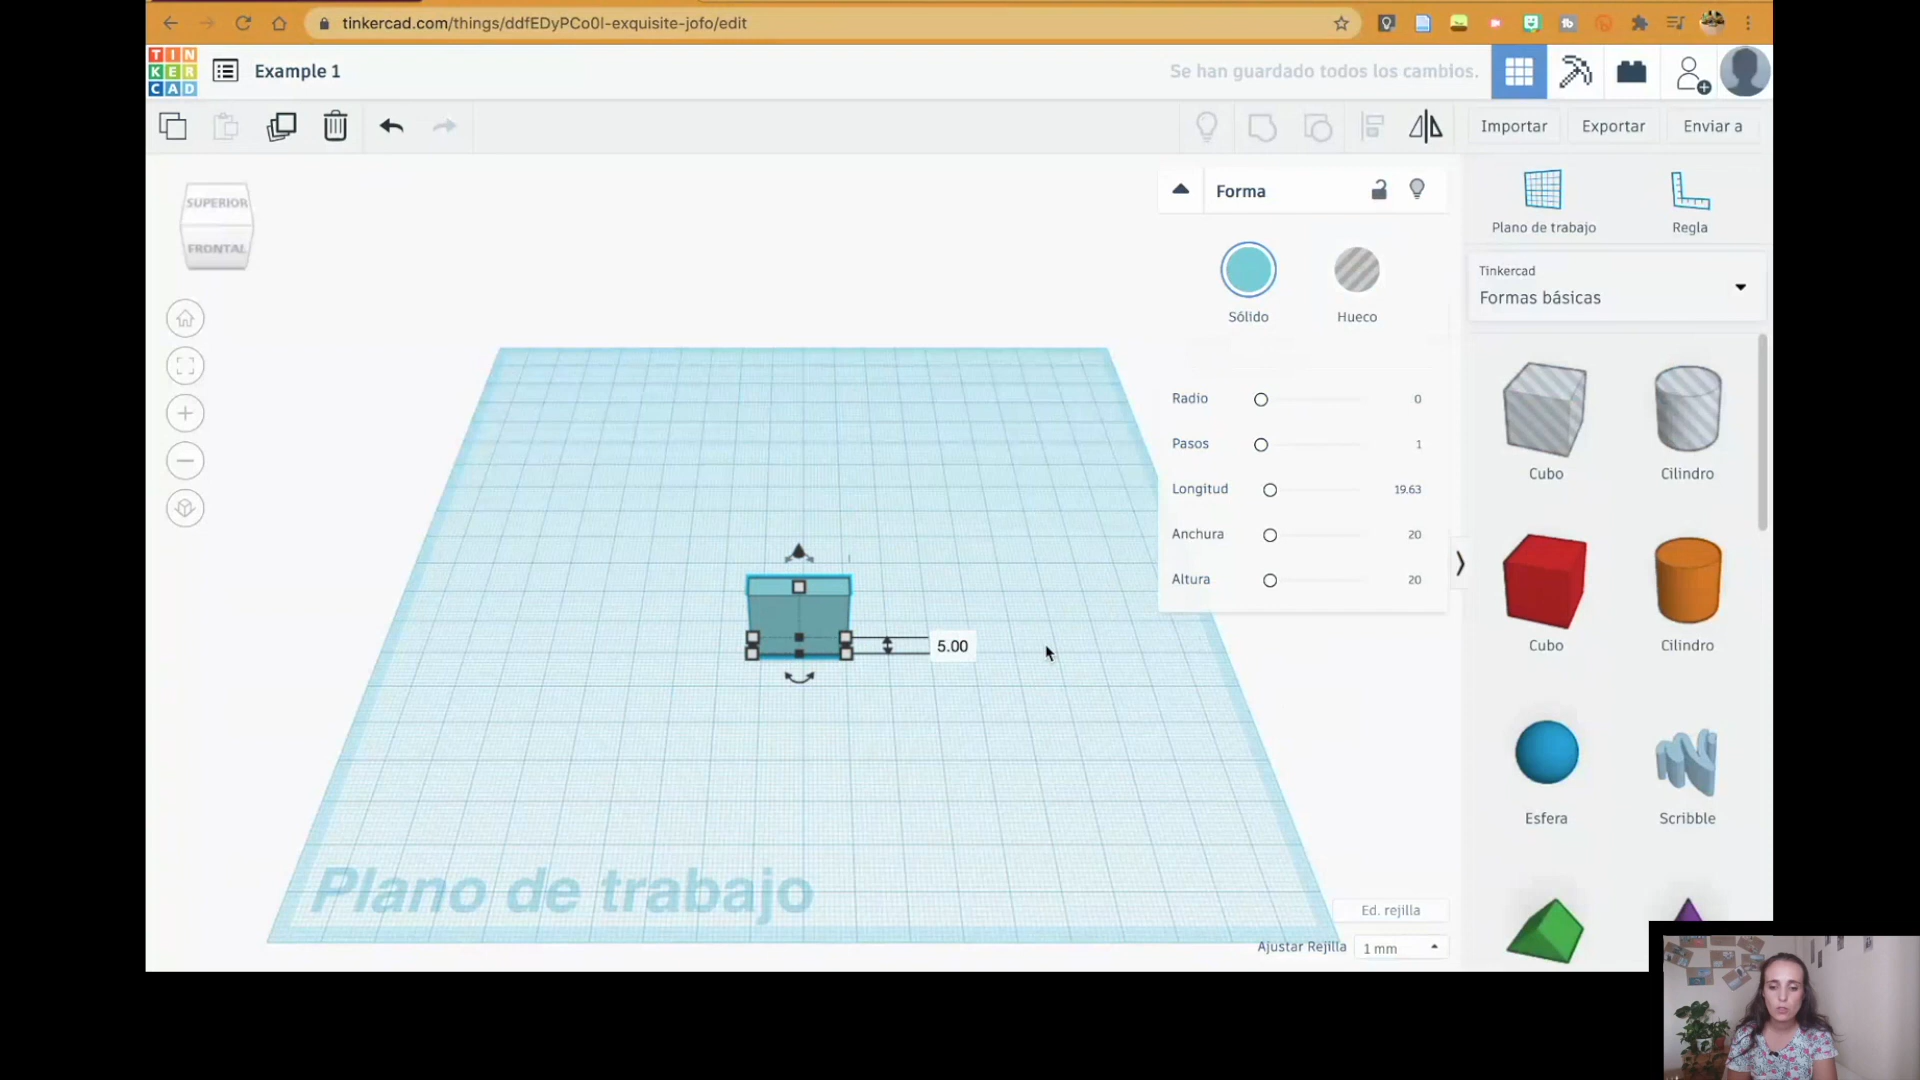 tinkercad.com/things/ddfEDyPCo0l-exquisite-jofo/edit
TIN
KER
CAD
Example 1
Se han guardado todos los cambios.
Importar
Exportar
Enviar a
SUPERIOR
FRONTAL
Forma
Sólido
Hueco
Radio 0
Pasos 1
Longitud 19.63
Anchura 20
Altura 20
Plano de trabajo
Regla
Tinkercad
Formas básicas
Cubo
Cilindro
Cubo
Cilindro
Esfera
Scribble
5.00
Plano de trabajo
Ed. rejilla
Ajustar Rejilla 1 mm